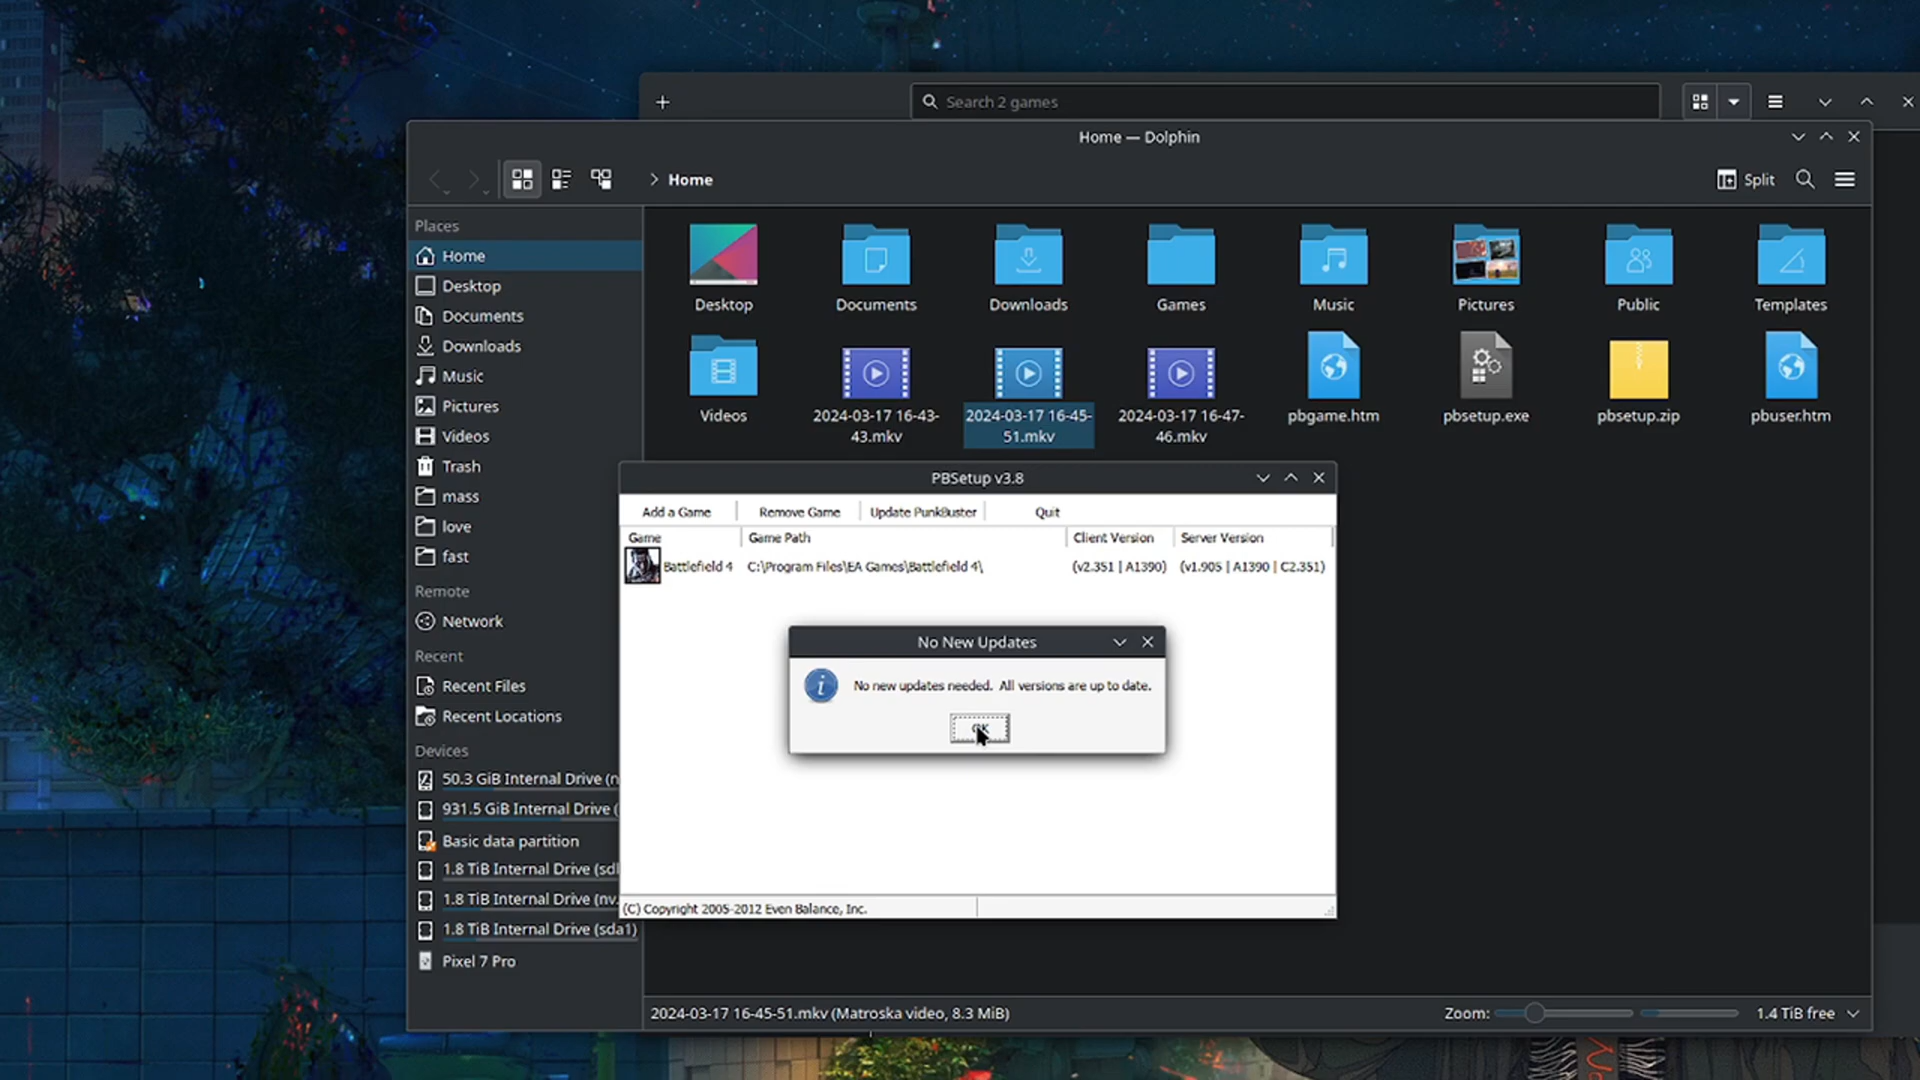 Search 2 games
Home — Dolphin
Home
Split
Places
Home
Desktop
Documents
Downloads
Music
Pictures
Videos
Trash
mass
love
fast
Remote
Network
Recent
Recent Files
Recent Locations
Devices
50.3 GiB Internal Drive (n
931.5 GiB Internal Drive (
Basic data partition
1.8 TiB Internal Drive (sdl
1.8 TiB Internal Drive (nv.
1.8 TiB Internal Drive (sda1)
Pixel 7 Pro
Desktop Documents Downloads Games Music Pictures Public Templates
Videos 2024-03-17 16-43- 2024-03-17 16-45- 2024-03-17 16-47- pbgame.htm pbsetup.exe pbsetup.zip pbuser.htm
43.mkv 51.mkv 46.mkv
PBSetup v3.8
Add a Game Remove Game Update PunkBuster Quit
Game Game Path Client Version Server Version
Battlefield 4 C:\Program Files\EA Games\Battlefield 4\ (v2.351 | A1390) (v1.905 | A1390 | C2.351)
No New Updates
No new updates needed. All versions are up to date.
OK
(C) Copyright 2005-2012 Even Balance, Inc.
2024-03-17 16-45-51.mkv (Matroska video, 8.3 MiB)
Zoom:
1.4 TiB free